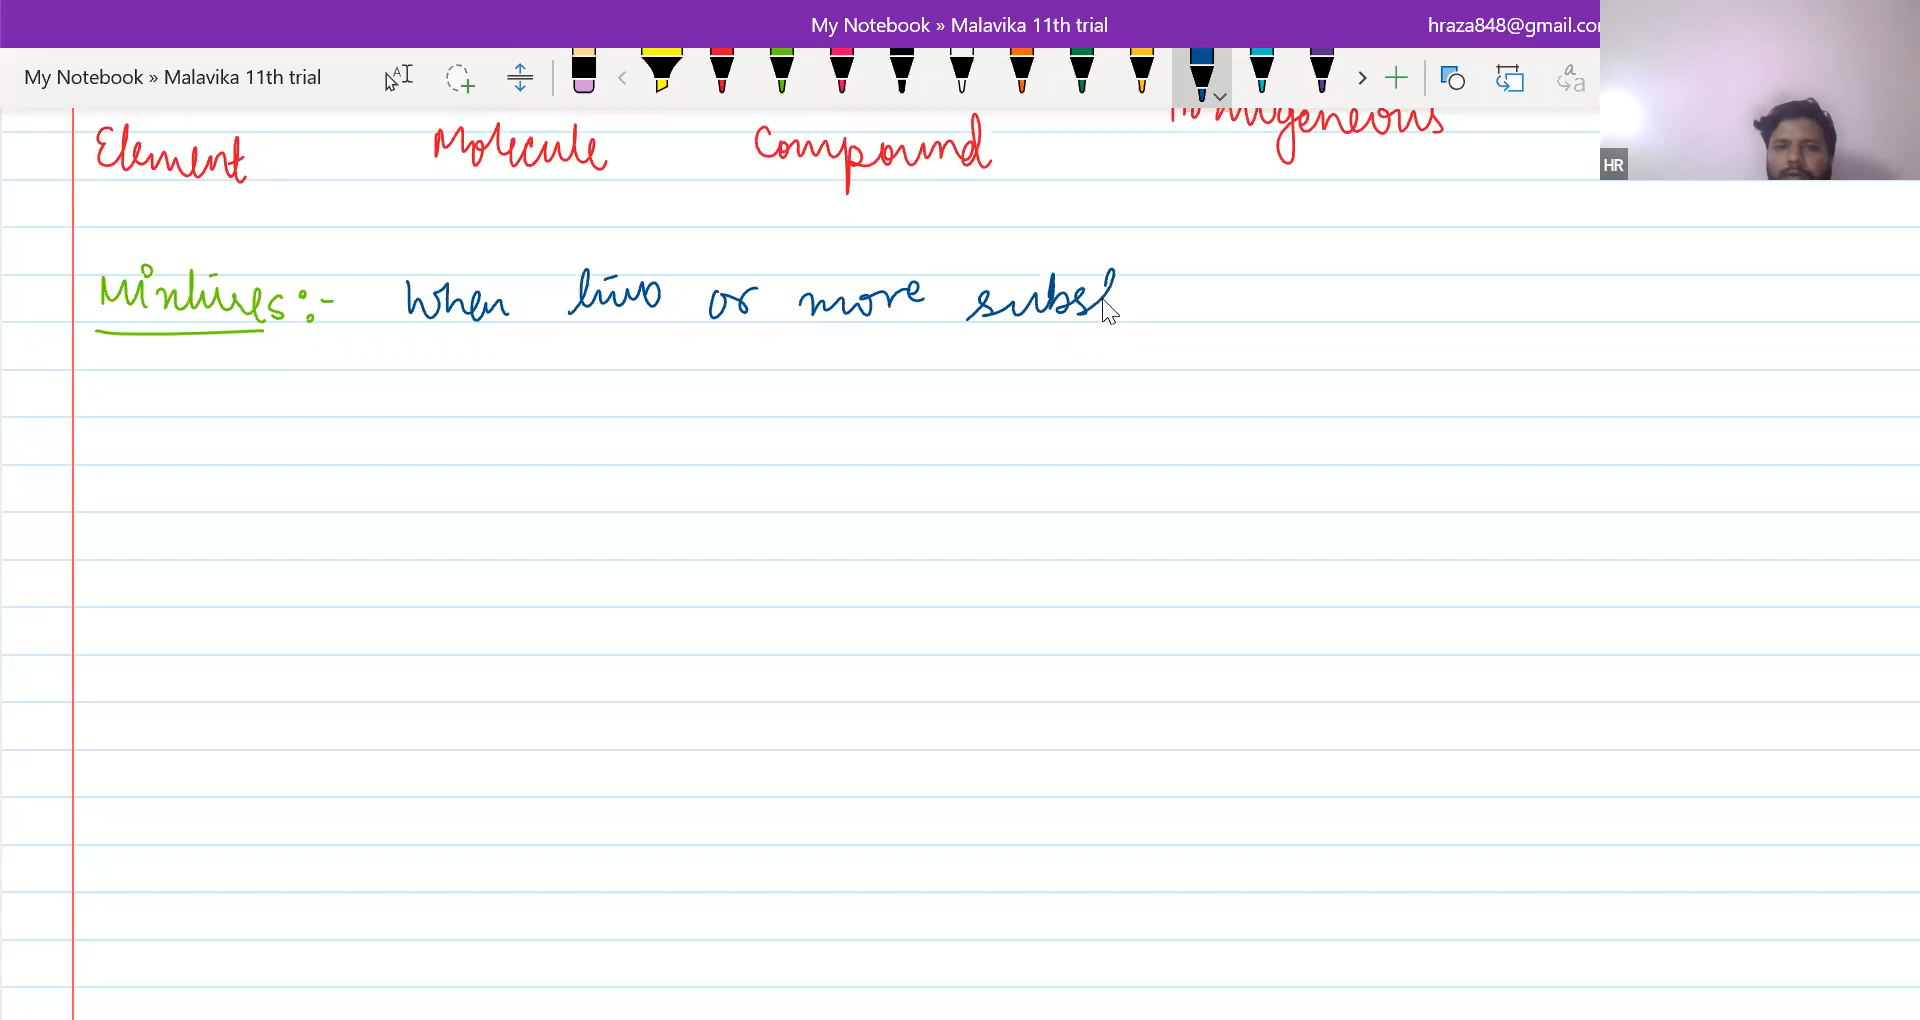 My Notebook » Malavika 11th trial
hraza848@gmail.co
My Notebook » Malavika 11th trial
Element Molecule Compound
HR
Mixtures:- When two or more subst